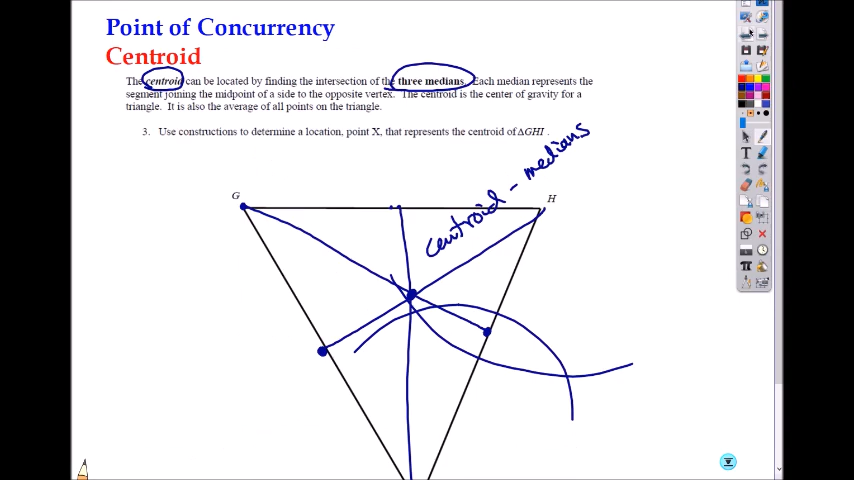 Point of Concurrency
Centroid
The centroid can be located by finding the intersection of the three medians. Each median represents the
segment joining the midpoint of a side to the opposite vertex. The centroid is the center of gravity for a
triangle. It is also the average of all points on the triangle.
3. Use constructions to determine a location, point X, that represents the centroid of ΔGHI .
centroid - medians
G
H